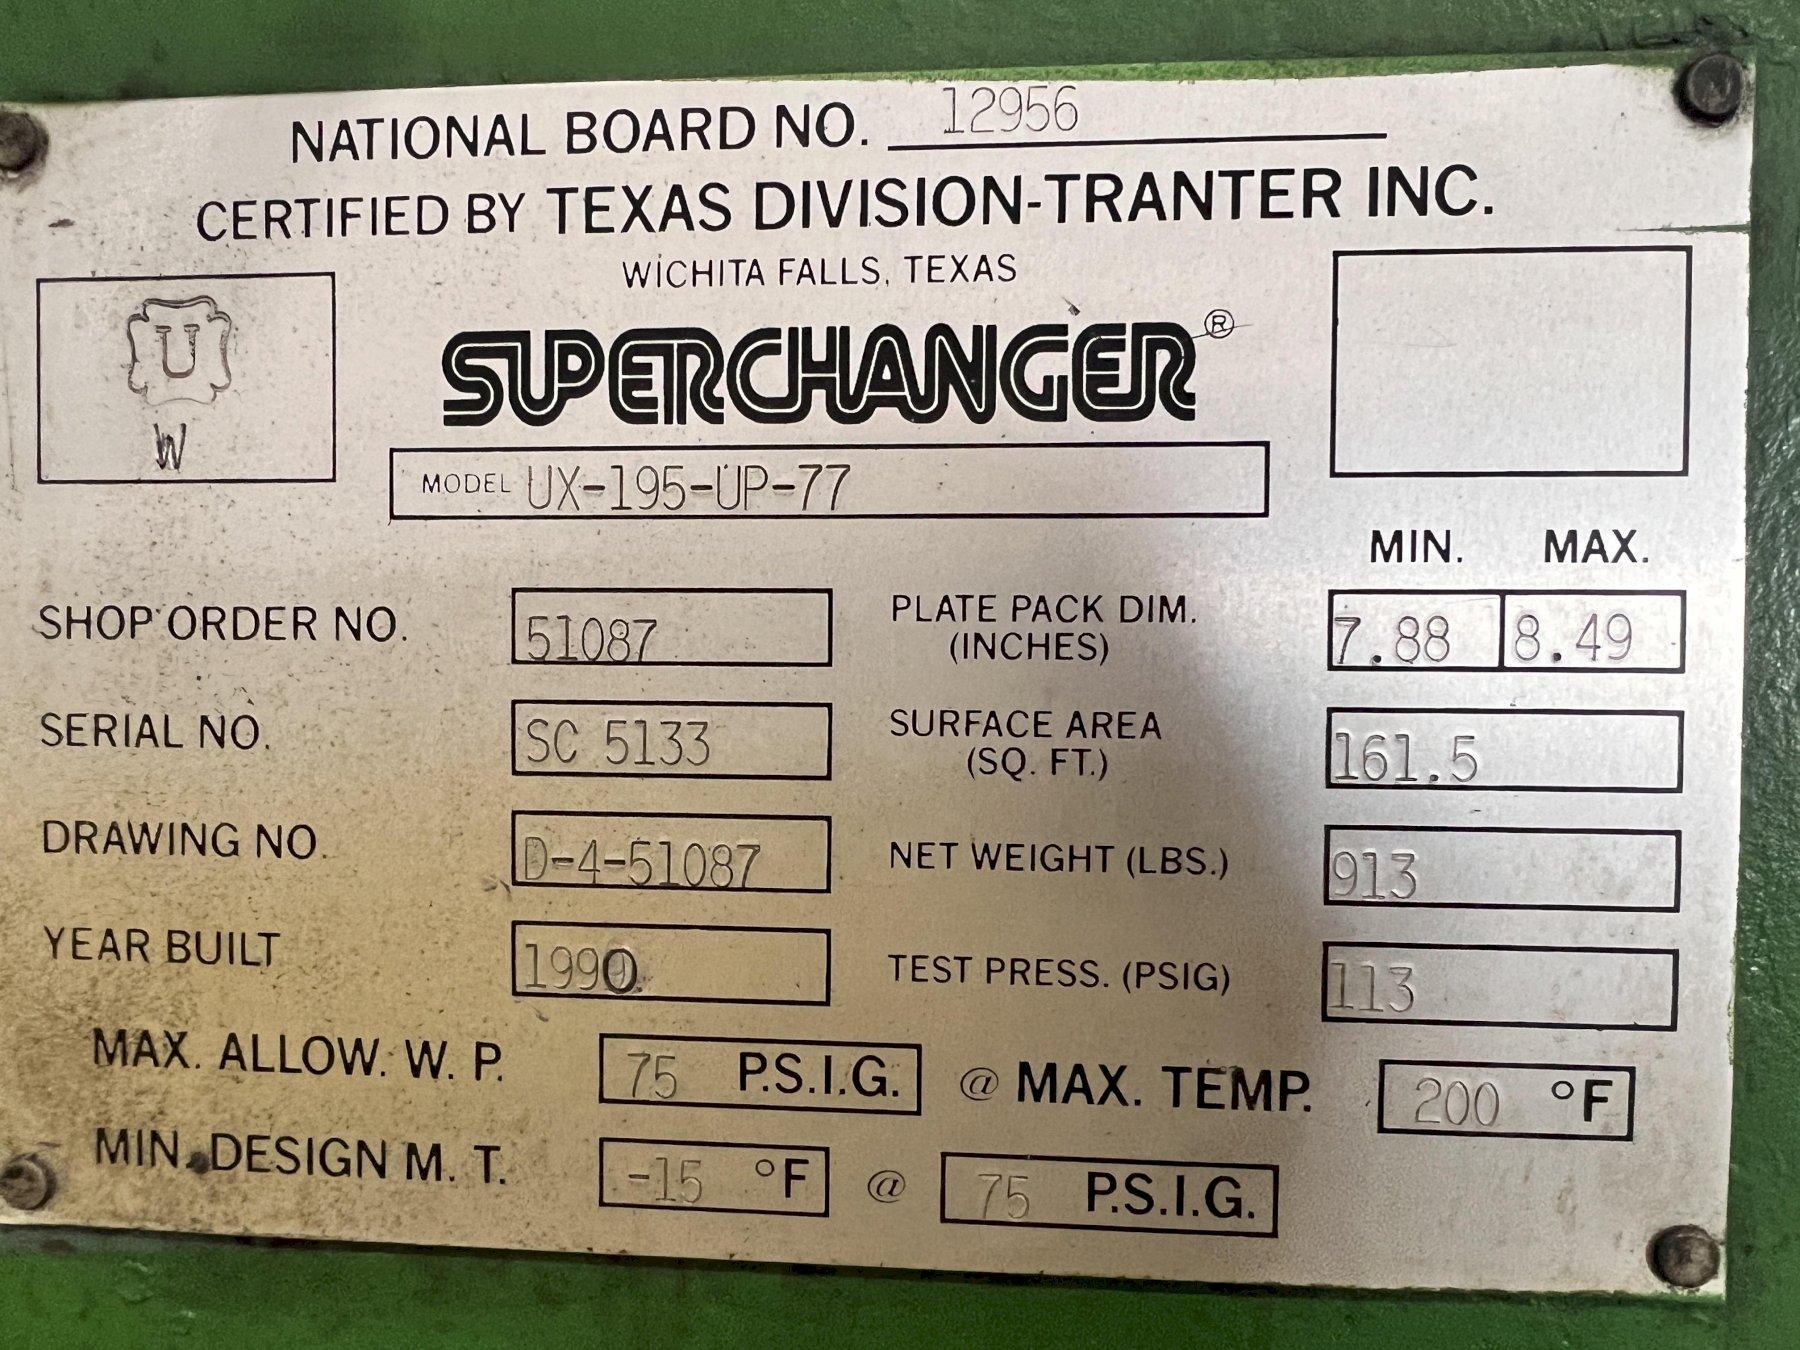 NATIONAL BOARD NO. 12956
CERTIFIED BY TEXAS DIVISION-TRANTER INC.
WICHITA FALLS, TEXAS
U
W
SUPERCHANGER®
MODEL UX-195-UP-77
MIN. MAX.
SHOP ORDER NO. 51087
PLATE PACK DIM. (INCHES) 7.88 8.49
SERIAL NO. SC 5133
SURFACE AREA (SQ. FT.) 161.5
DRAWING NO. D-4-51087
NET WEIGHT (LBS.) 913
YEAR BUILT 1990
TEST PRESS. (PSIG) 113
MAX. ALLOW. W. P. 75 P.S.I.G. @ MAX. TEMP. 200 °F
MIN. DESIGN M. T. -15 °F @ 75 P.S.I.G.